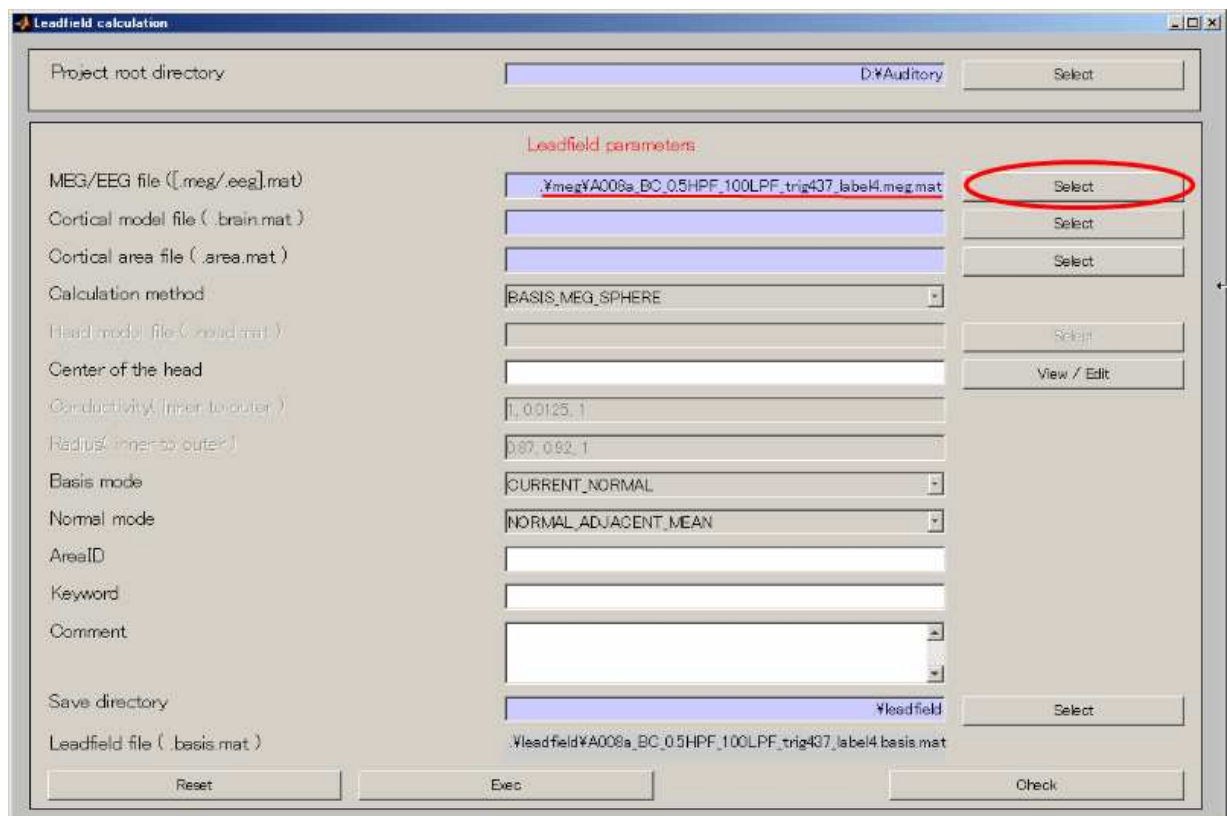 Leadfield calculation
Project root directory
D:¥Auditory
Select
Leadfield parameters
MEG/EEG file ([.meg/.eeg].mat)
.¥meg¥A008a_BC_0.5HPF_100LPF_trig437_label4.meg.mat
Select
Cortical model file ( .brain.mat )
Select
Cortical area file ( .area.mat )
Select
Calculation method
BASIS_MEG_SPHERE
Head model file ( .head.mat )
Select
Center of the head
View / Edit
Conductivity( inner to outer )
1, 0.0125, 1
Radius( inner to outer )
0.87, 0.92, 1
Basis mode
CURRENT_NORMAL
Normal mode
NORMAL_ADJACENT_MEAN
AreaID
Keyword
Comment
Save directory
¥leadfield
Select
Leadfield file ( .basis.mat )
.¥leadfield¥A008a_BC_0.5HPF_100LPF_trig437_label4.basis.mat
Reset
Exec
Check